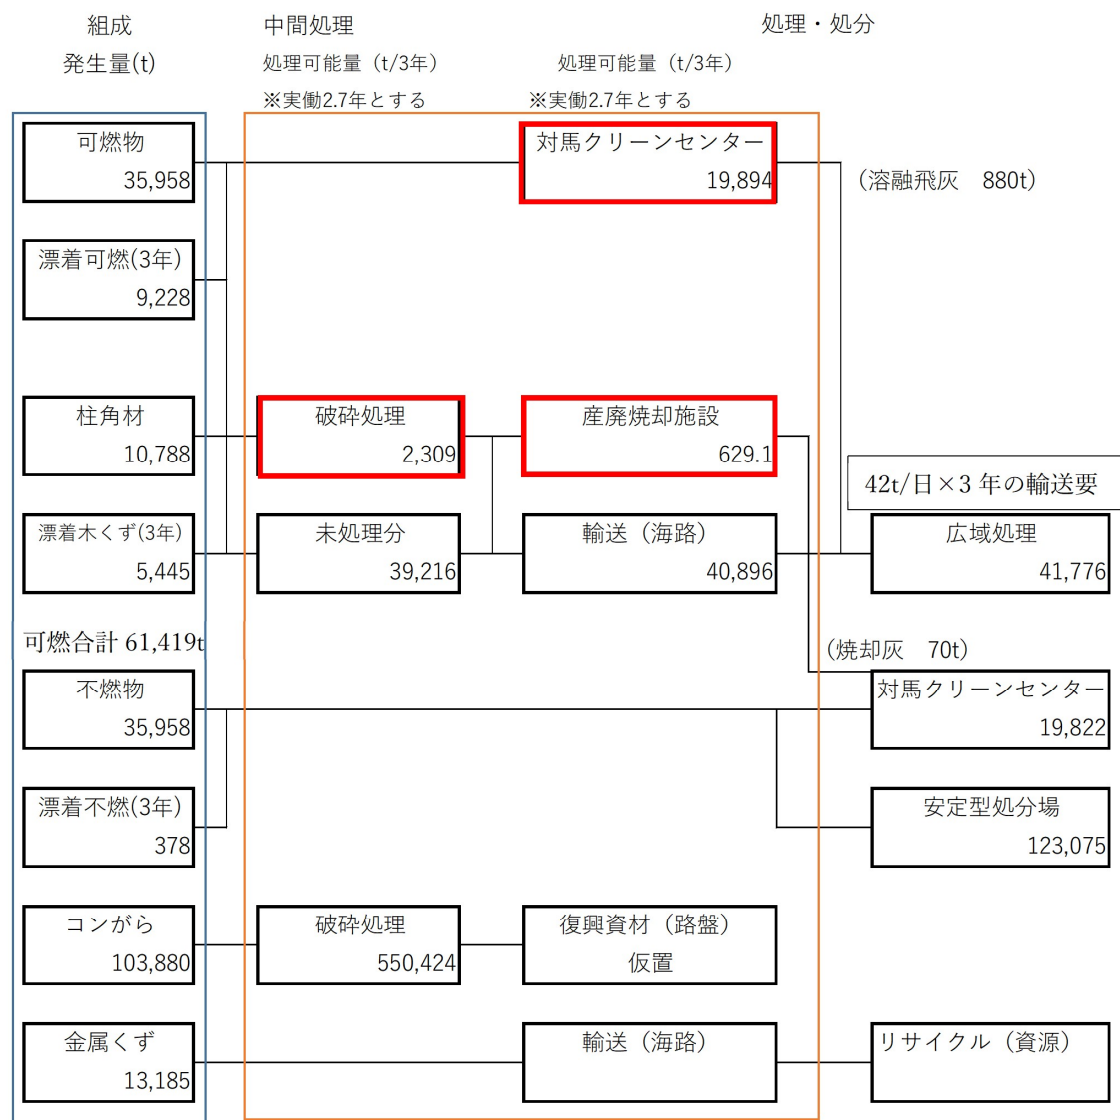 組成
発生量(t)
中間処理
処理可能量（t/3年）
※実働2.7年とする
処理・処分
処理可能量（t/3年）
※実働2.7年とする
可燃物
35,958
対馬クリーンセンター
19,894
（溶融飛灰　880t）
漂着可燃(3年)
9,228
柱角材
10,788
破砕処理
2,309
産廃焼却施設
629.1
42t/日×3 年の輸送要
漂着木くず(3年)
5,445
未処理分
39,216
輸送（海路）
40,896
広域処理
41,776
可燃合計 61,419t
（焼却灰　70t）
不燃物
35,958
対馬クリーンセンター
19,822
漂着不燃(3年)
378
安定型処分場
123,075
コンがら
103,880
破砕処理
550,424
復興資材（路盤）
仮置
金属くず
13,185
輸送（海路）
リサイクル（資源）